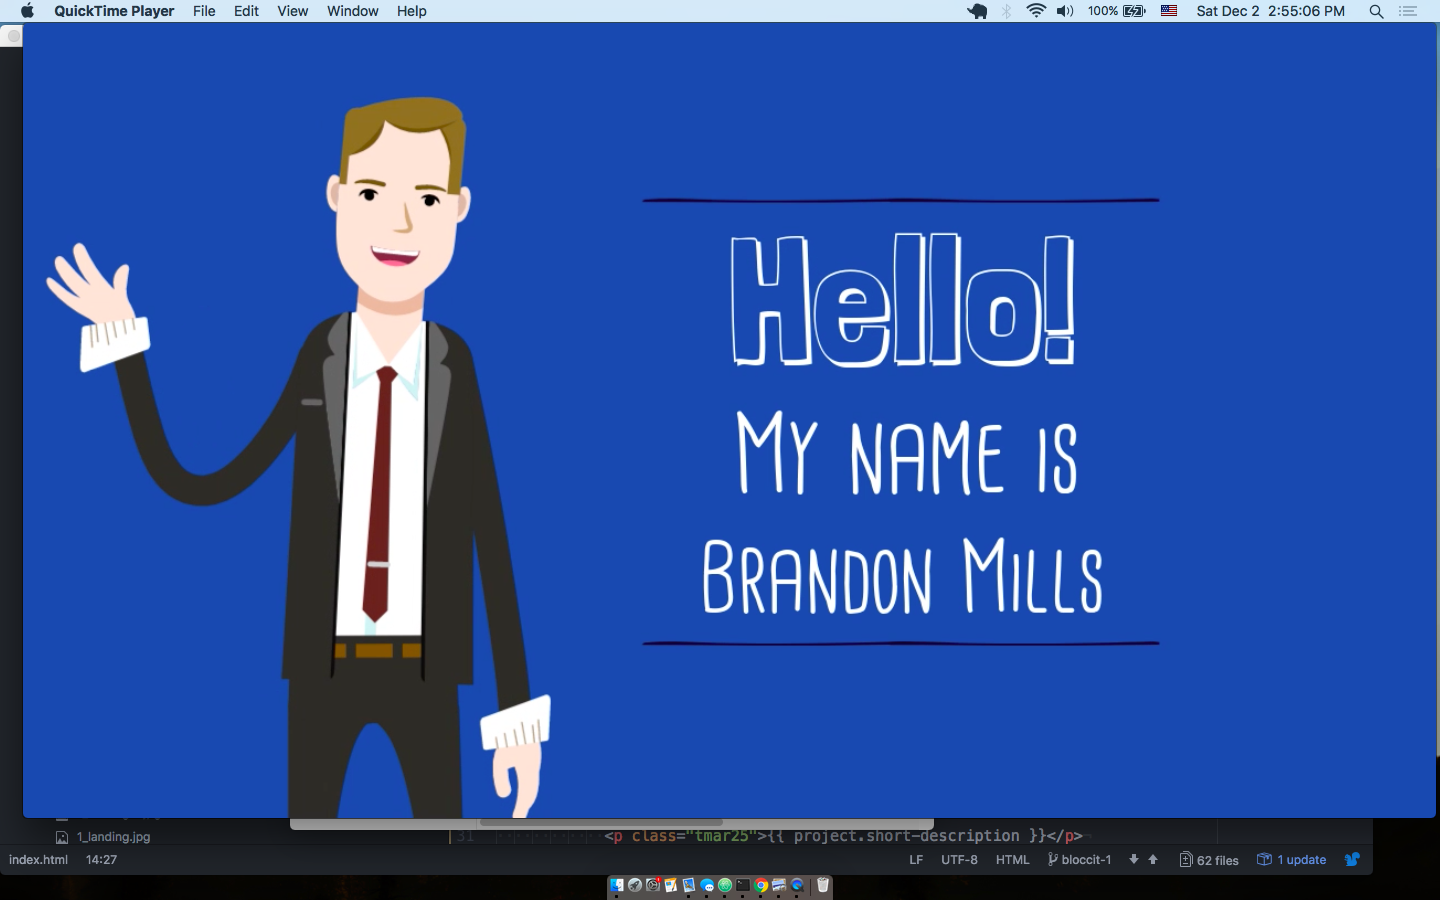 QuickTime Player File Edit View Window Help 100% Sat Dec 2 2:55:06 PM
Hello!
My name is
Brandon Mills
1_landing.jpg
31 <p class="tmar25">{{ project.short-description }}</p>
index.html 14:27 LF UTF-8 HTML bloccit-1 62 files 1 update